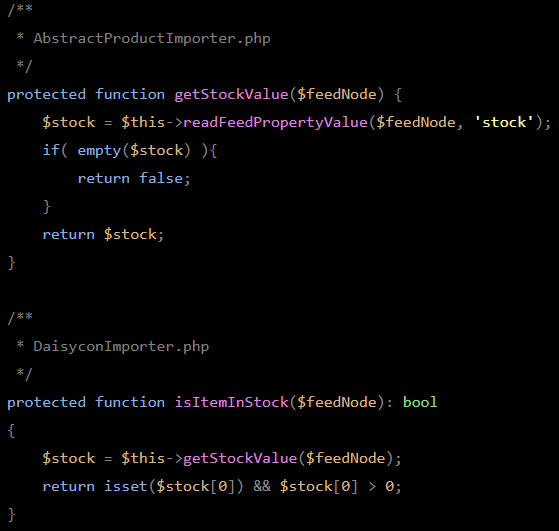 /**
 * AbstractProductImporter.php
 */
protected function getStockValue($feedNode) {
    $stock = $this->readFeedPropertyValue($feedNode, 'stock');
    if( empty($stock) ){
        return false;
    }
    return $stock;
}

/**
 * DaisyconImporter.php
 */
protected function isItemInStock($feedNode): bool
{
    $stock = $this->getStockValue($feedNode);
    return isset($stock[0]) && $stock[0] > 0;
}